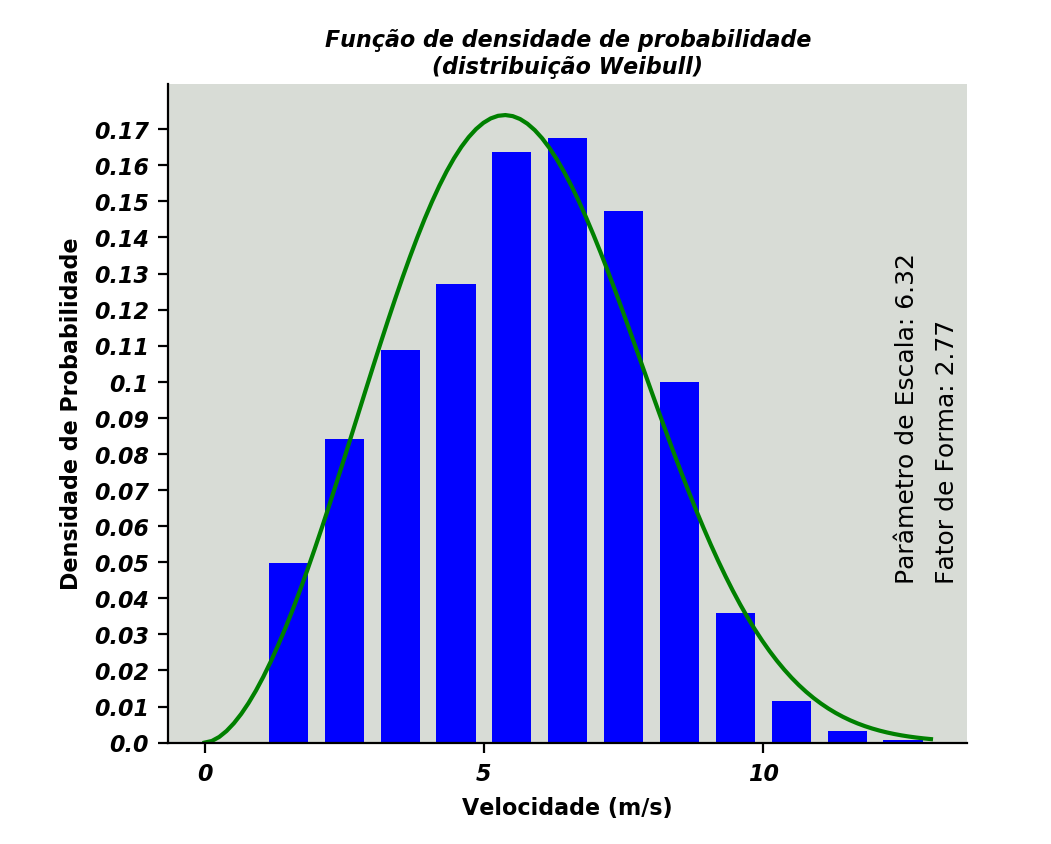 Função de densidade de probabilidade
(distribuição Weibull)
Densidade de Probabilidade
0.17
0.16
0.15
0.14
0.13
0.12
0.11
0.1
0.09
0.08
0.07
0.06
0.05
0.04
0.03
0.02
0.01
0.0
Parâmetro de Escala: 6.32
Fator de Forma: 2.77
0 5 10
Velocidade (m/s)